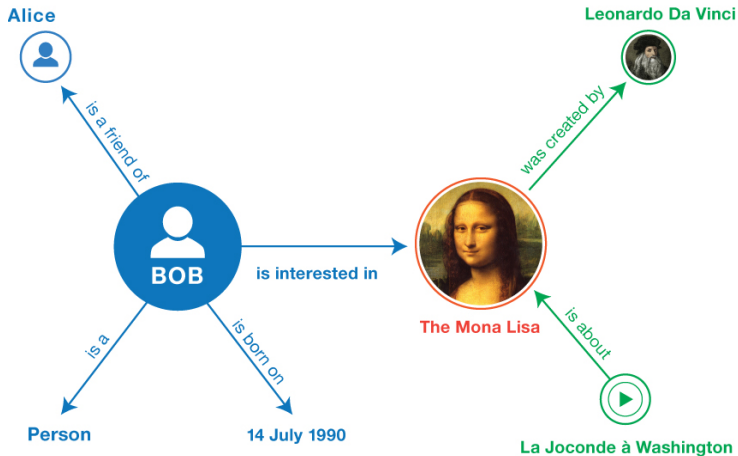 Alice
Leonardo Da Vinci
is a friend of
was created by
BOB
is interested in
The Mona Lisa
is a
is born on
is about
Person
14 July 1990
La Joconde à Washington